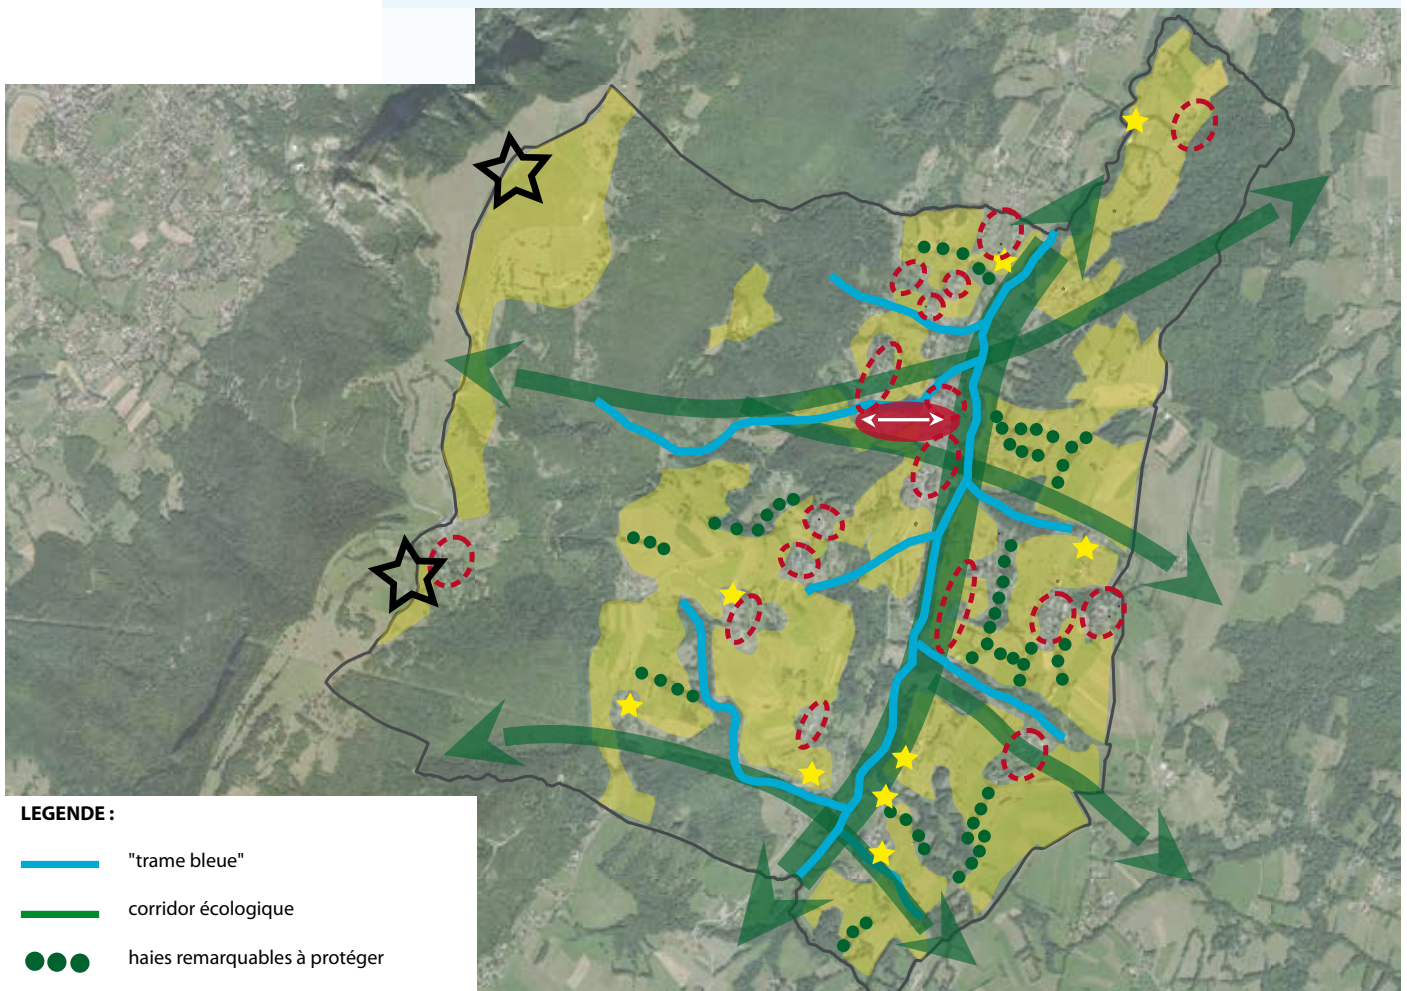 LEGENDE :
"trame bleue"
corridor écologique
haies remarquables à protéger